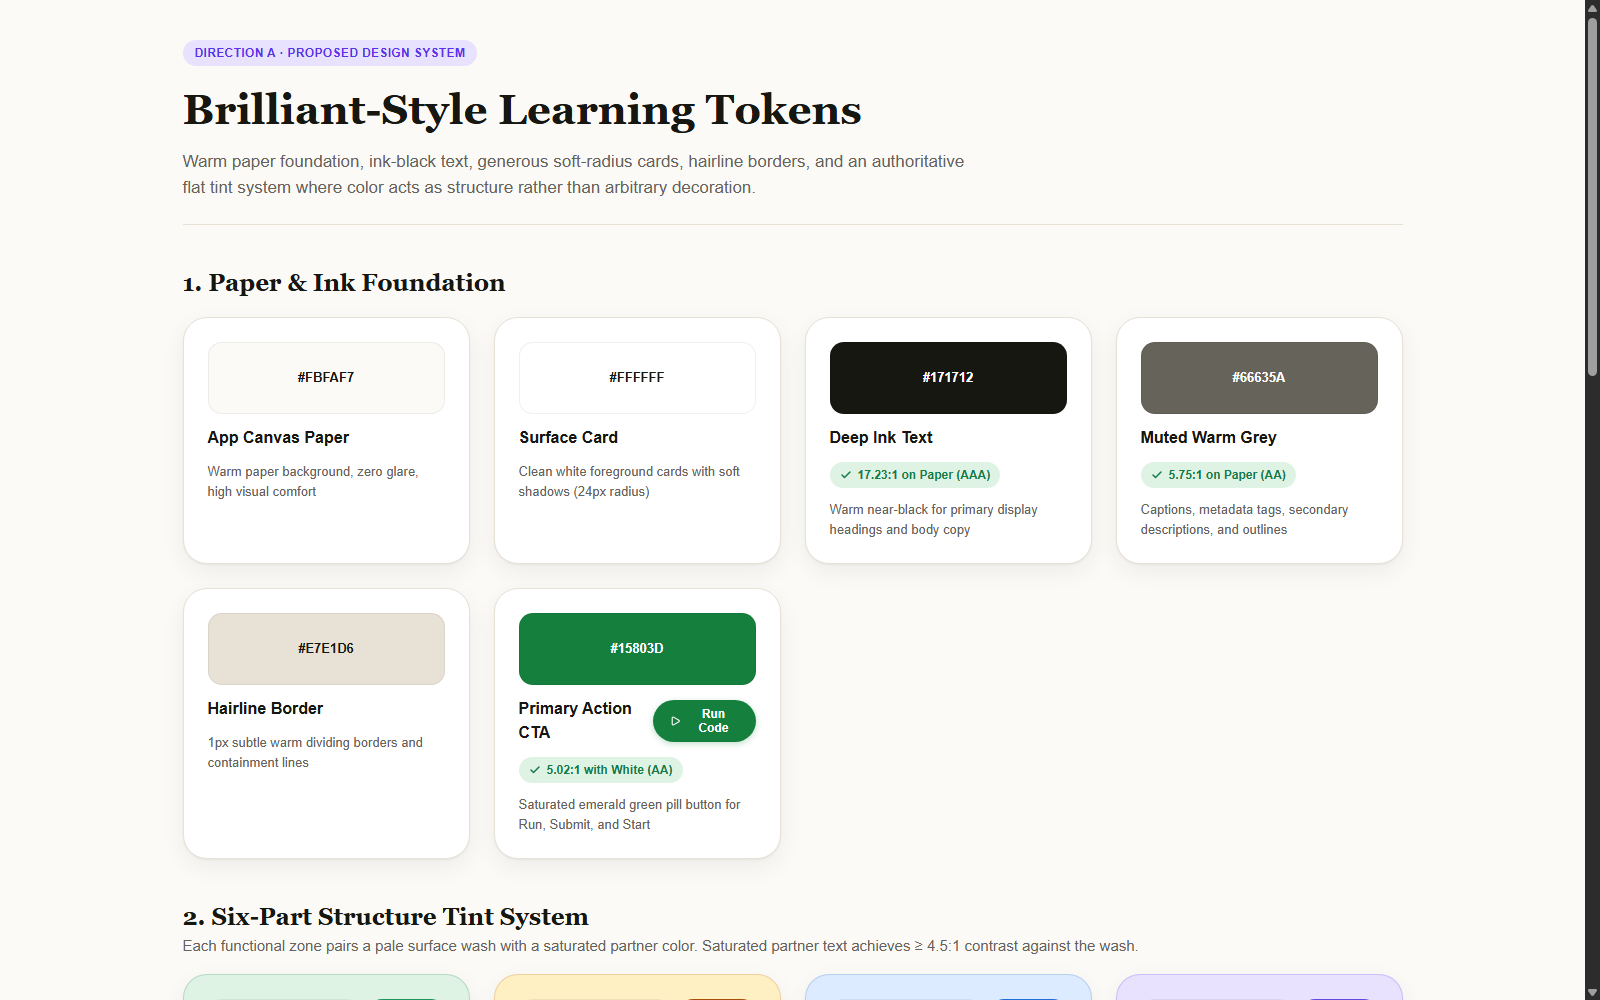 DIRECTION A · PROPOSED DESIGN SYSTEM
Brilliant-Style Learning Tokens
Warm paper foundation, ink-black text, generous soft-radius cards, hairline borders, and an authoritative
flat tint system where color acts as structure rather than arbitrary decoration.
1. Paper & Ink Foundation
#FBFAF7
App Canvas Paper
Warm paper background, zero glare,
high visual comfort
#FFFFFF
Surface Card
Clean white foreground cards with soft
shadows (24px radius)
#171712
Deep Ink Text
17.23:1 on Paper (AAA)
Warm near-black for primary display
headings and body copy
#66635A
Muted Warm Grey
5.75:1 on Paper (AA)
Captions, metadata tags, secondary
descriptions, and outlines
#E7E1D6
Hairline Border
1px subtle warm dividing borders and
containment lines
#15803D
Primary Action
CTA
Run
Code
5.02:1 with White (AA)
Saturated emerald green pill button for
Run, Submit, and Start
2. Six-Part Structure Tint System
Each functional zone pairs a pale surface wash with a saturated partner color. Saturated partner text achieves ≥ 4.5:1 contrast against the wash.